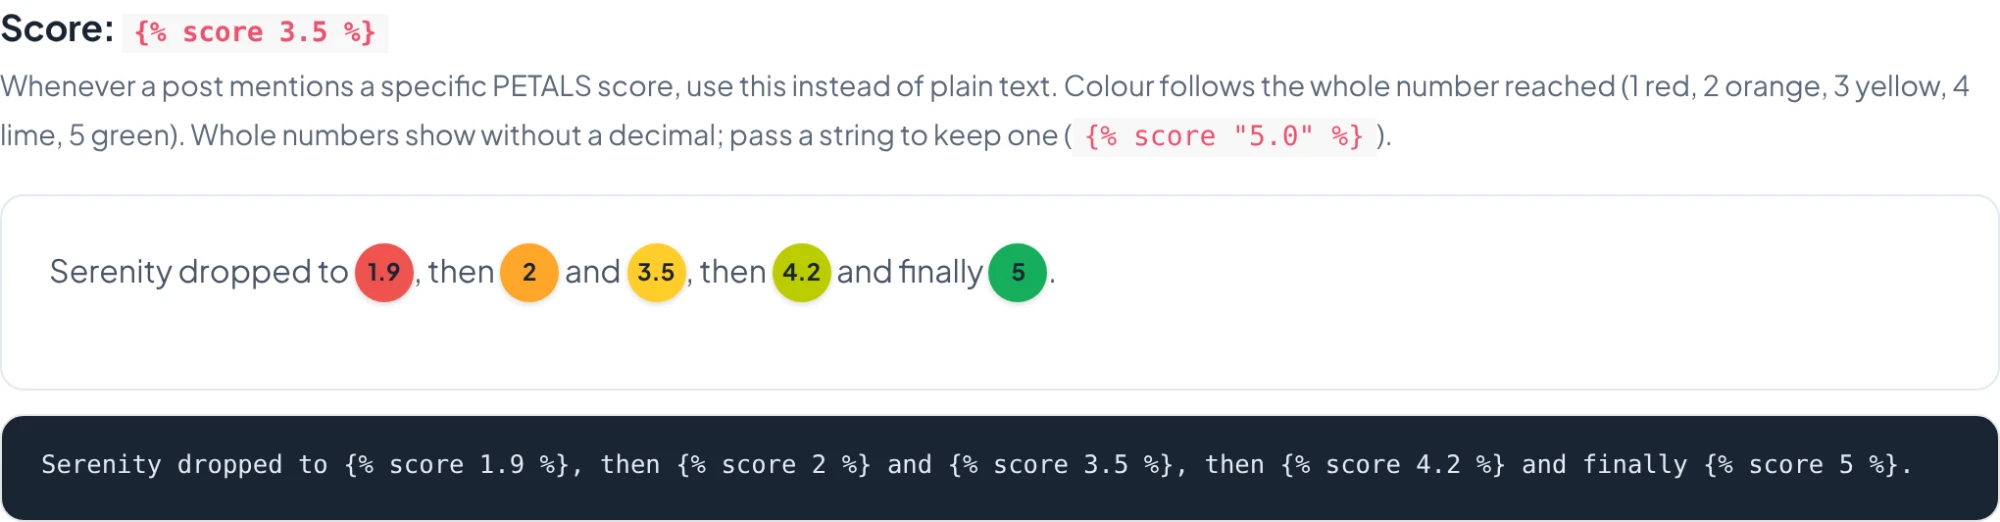 Score: {% score 3.5 %}
Whenever a post mentions a specific PETALS score, use this instead of plain text. Colour follows the whole number reached (1 red, 2 orange, 3 yellow, 4
lime, 5 green). Whole numbers show without a decimal; pass a string to keep one ( {% score "5.0" %} ).
Serenity dropped to 1.9, then 2 and 3.5, then 4.2 and finally 5.
Serenity dropped to {% score 1.9 %}, then {% score 2 %} and {% score 3.5 %}, then {% score 4.2 %} and finally {% score 5 %}.